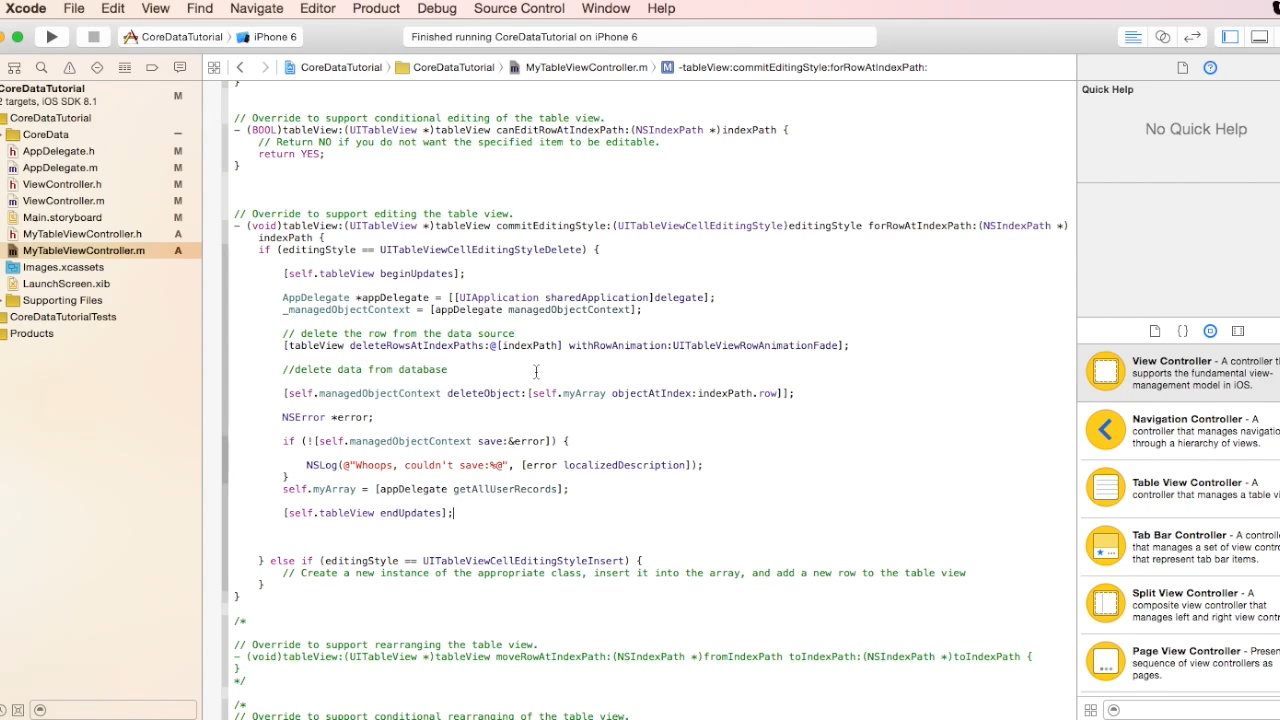 Xcode File Edit View Find Navigate Editor Product Debug Source Control Window Help
CoreDataTutorial iPhone 6 Finished running CoreDataTutorial on iPhone 6
CoreDataTutorial CoreDataTutorial MyTableViewController.m -tableView:commitEditingStyle:forRowAtIndexPath:
CoreDataTutorial M
2 targets, iOS SDK 8.1
CoreDataTutorial
CoreData –
AppDelegate.h M
AppDelegate.m M
ViewController.h M
ViewController.m M
Main.storyboard M
MyTableViewController.h A
MyTableViewController.m A
Images.xcassets
LaunchScreen.xib
Supporting Files
CoreDataTutorialTests
Products
}
// Override to support conditional editing of the table view.
- (BOOL)tableView:(UITableView *)tableView canEditRowAtIndexPath:(NSIndexPath *)indexPath {
// Return NO if you do not want the specified item to be editable.
return YES;
}
// Override to support editing the table view.
- (void)tableView:(UITableView *)tableView commitEditingStyle:(UITableViewCellEditingStyle)editingStyle forRowAtIndexPath:(NSIndexPath *)
indexPath {
if (editingStyle == UITableViewCellEditingStyleDelete) {
[self.tableView beginUpdates];
AppDelegate *appDelegate = [[UIApplication sharedApplication]delegate];
_managedObjectContext = [appDelegate managedObjectContext];
// delete the row from the data source
[tableView deleteRowsAtIndexPaths:@[indexPath] withRowAnimation:UITableViewRowAnimationFade];
//delete data from database
[self.managedObjectContext deleteObject:[self.myArray objectAtIndex:indexPath.row]];
NSError *error;
if (![self.managedObjectContext save:&error]) {
NSLog(@"Whoops, couldn't save:%@", [error localizedDescription]);
}
self.myArray = [appDelegate getAllUserRecords];
[self.tableView endUpdates];
} else if (editingStyle == UITableViewCellEditingStyleInsert) {
// Create a new instance of the appropriate class, insert it into the array, and add a new row to the table view
}
}
/*
// Override to support rearranging the table view.
- (void)tableView:(UITableView *)tableView moveRowAtIndexPath:(NSIndexPath *)fromIndexPath toIndexPath:(NSIndexPath *)toIndexPath {
}
*/
/*
// Override to support conditional rearranging of the table view.
Quick Help
No Quick Help
{ }
View Controller - A controller th
supports the fundamental view-
management model in iOS.
Navigation Controller - A
controller that manages navigatio
through a hierarchy of views.
Table View Controller - A
controller that manages a table vi
Tab Bar Controller - A controlle
that manages a set of view contr
that represent tab bar items.
Split View Controller - A
composite view controller that
manages left and right view contr
Page View Controller - Presen
sequence of view controllers as
pages.